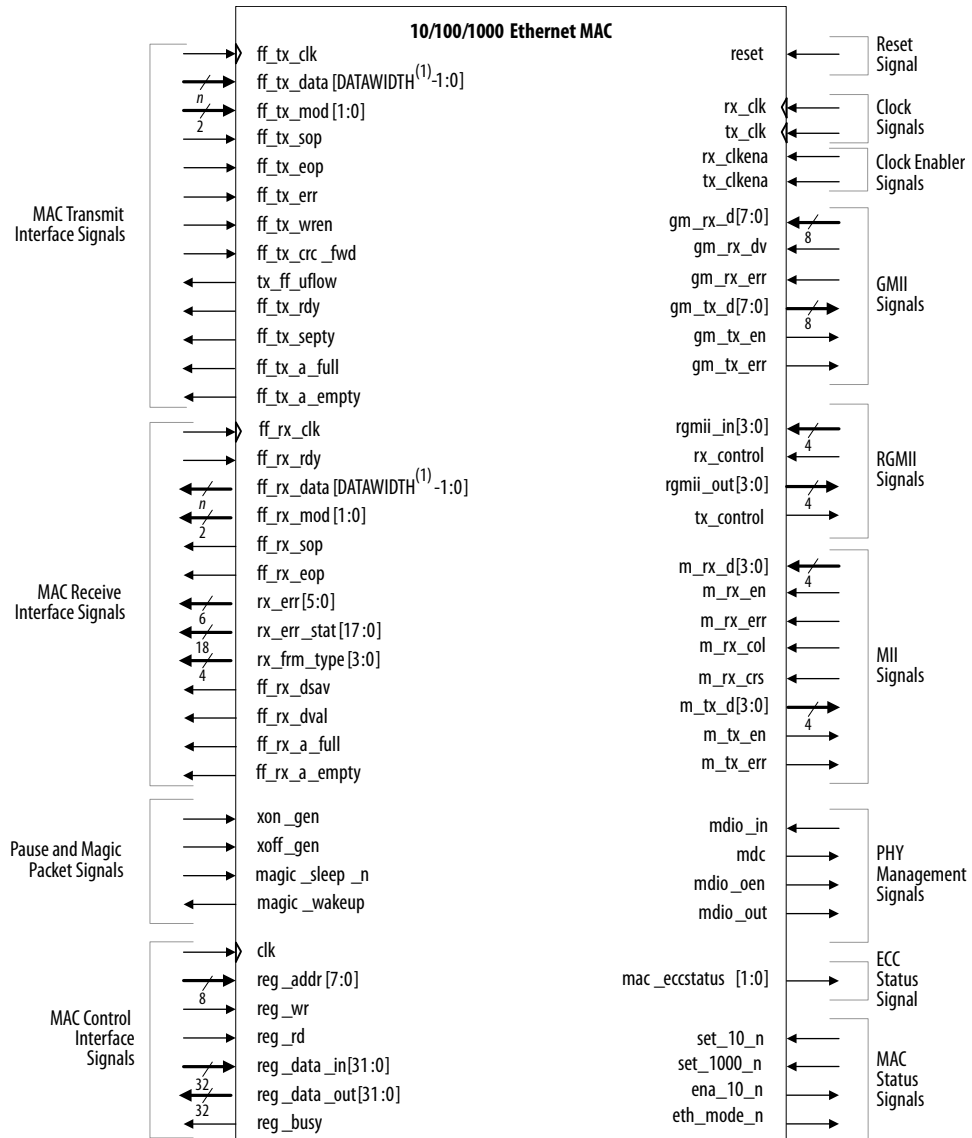 10/100/1000 Ethernet MAC
MAC Transmit
Interface Signals
ff_tx_clk
ff_tx_data [DATAWIDTH(1)-1:0]
n
ff_tx_mod [1:0]
2
ff_tx_sop
ff_tx_eop
ff_tx_err
ff_tx_wren
ff_tx_crc _fwd
tx_ff_uflow
ff_tx_rdy
ff_tx_septy
ff_tx_a_full
ff_tx_a_empty
MAC Receive
Interface Signals
ff_rx_clk
ff_rx_rdy
ff_rx_data [DATAWIDTH(1)-1:0]
n
ff_rx_mod [1:0]
2
ff_rx_sop
ff_rx_eop
rx_err[5:0]
6
rx_err_stat[17:0]
18
rx_frm_type[3:0]
4
ff_rx_dsav
ff_rx_dval
ff_rx_a_full
ff_rx_a_empty
Pause and Magic
Packet Signals
xon _gen
xoff_gen
magic _sleep _n
magic _wakeup
MAC Control
Interface
Signals
clk
reg _addr [7:0]
8
reg _wr
reg _rd
reg _data _in[31:0]
32
reg _data _out[31:0]
32
reg _busy
reset
Reset
Signal
rx_clk
tx_clk
Clock
Signals
rx_clkena
tx_clkena
Clock Enabler
Signals
gm_rx_d[7:0]
8
gm_rx_dv
gm_rx_err
gm_tx_d[7:0]
8
gm_tx_en
gm_tx_err
GMII
Signals
rgmii_in[3:0]
4
rx_control
rgmii_out[3:0]
4
tx_control
RGMII
Signals
m_rx_d[3:0]
4
m_rx_en
m_rx_err
m_rx_col
m_rx_crs
m_tx_d[3:0]
4
m_tx_en
m_tx_err
MII
Signals
mdio _in
mdc
mdio _oen
mdio _out
PHY
Management
Signals
mac _eccstatus [1:0]
ECC
Status
Signal
set_10_n
set_1000_n
ena_10_n
eth_mode_n
MAC
Status
Signals